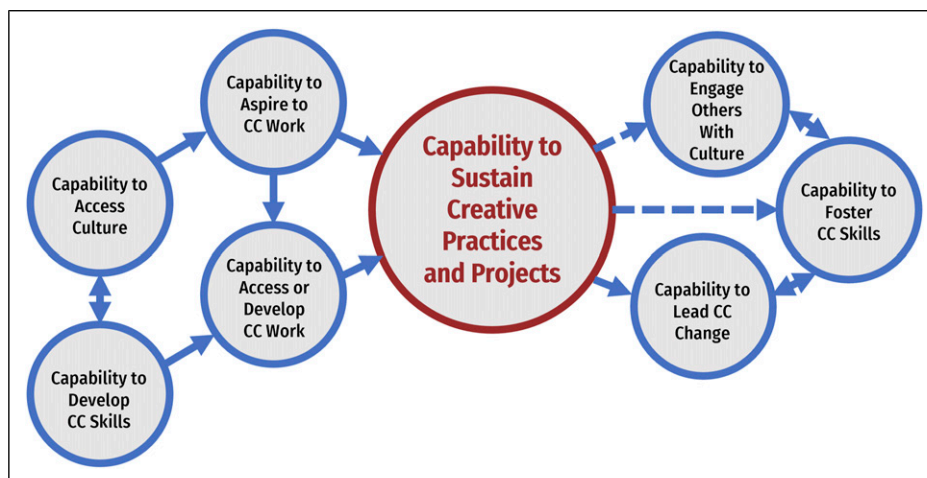 Capability to
Access
Culture
Capability to
Develop
CC Skills
Capability to
Aspire to
CC Work
Capability to
Access or
Develop
CC Work
Capability to
Sustain
Creative
Practices
and Projects
Capability to
Engage
Others
With
Culture
Capability to
Lead CC
Change
Capability to
Foster
CC Skills